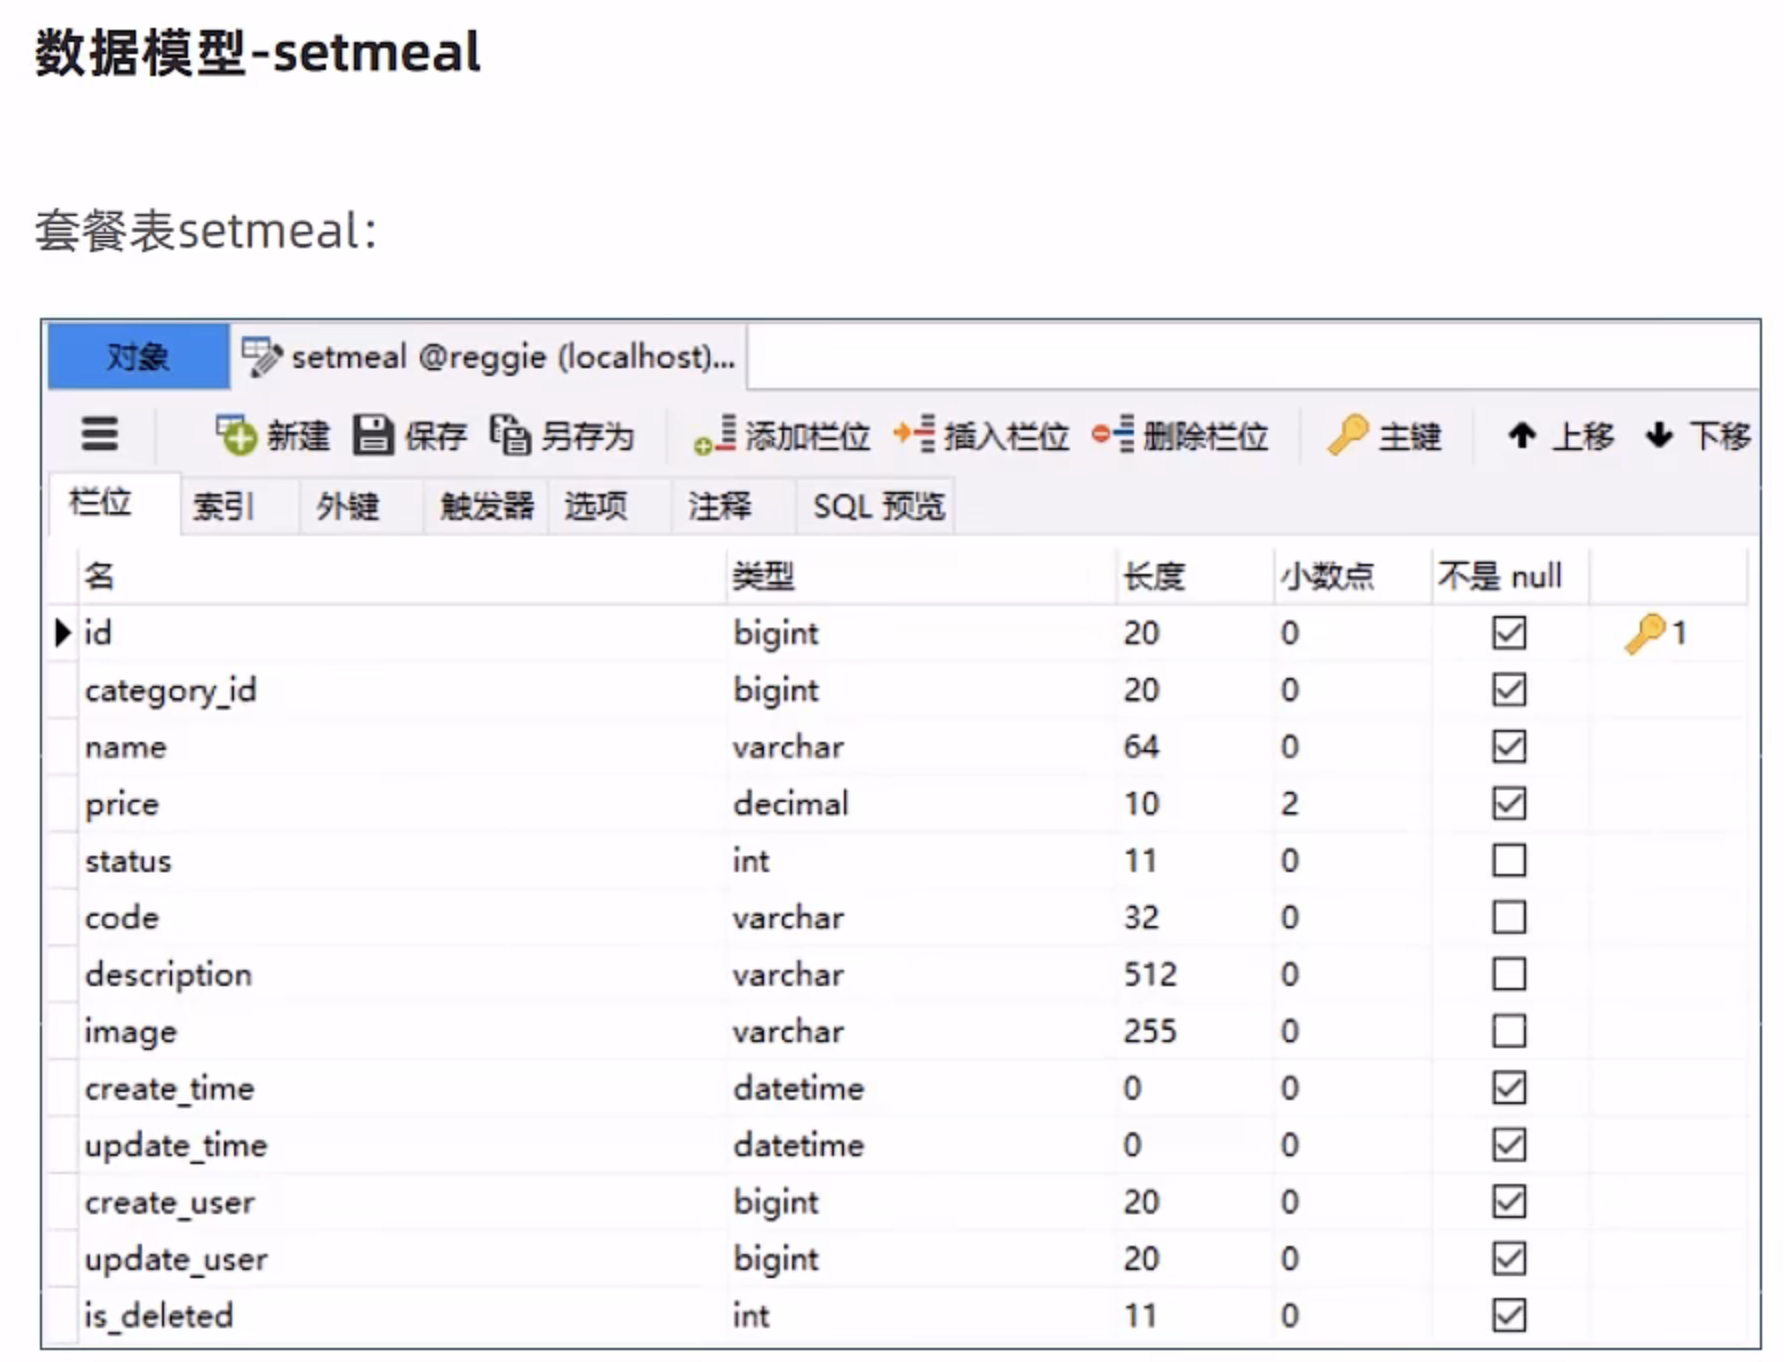 数据模型-setmeal
套餐表setmeal：
对象 setmeal @reggie (localhost)...
新建 保存 另存为 添加栏位 插入栏位 删除栏位 主键 上移 下移
栏位 索引 外键 触发器 选项 注释 SQL 预览
名 类型 长度 小数点 不是 null
id bigint 20 0 1
category_id bigint 20 0
name varchar 64 0
price decimal 10 2
status int 11 0
code varchar 32 0
description varchar 512 0
image varchar 255 0
create_time datetime 0 0
update_time datetime 0 0
create_user bigint 20 0
update_user bigint 20 0
is_deleted int 11 0